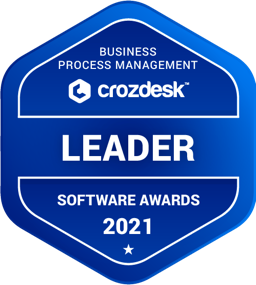 BUSINESS
PROCESS MANAGEMENT
crozdesk™
LEADER
SOFTWARE AWARDS
2021